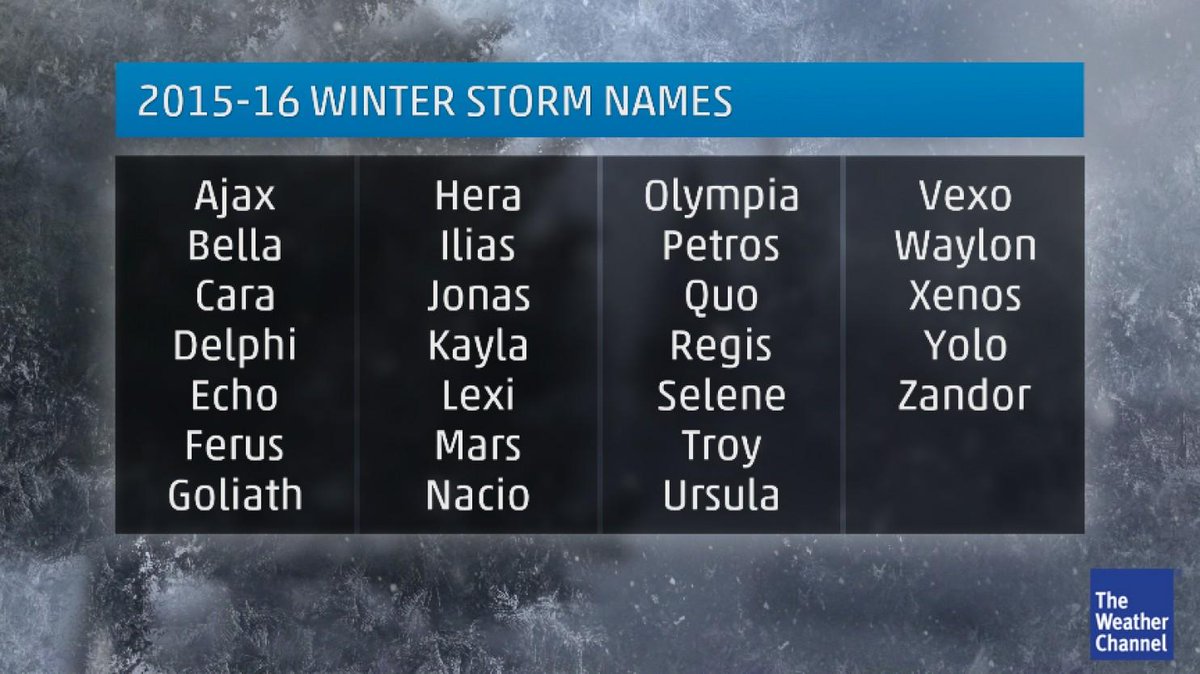 2015-16 WINTER STORM NAMES
Ajax
Bella
Cara
Delphi
Echo
Ferus
Goliath
Hera
Ilias
Jonas
Kayla
Lexi
Mars
Nacio
Olympia
Petros
Quo
Regis
Selene
Troy
Ursula
Vexo
Waylon
Xenos
Yolo
Zandor
The
Weather
Channel